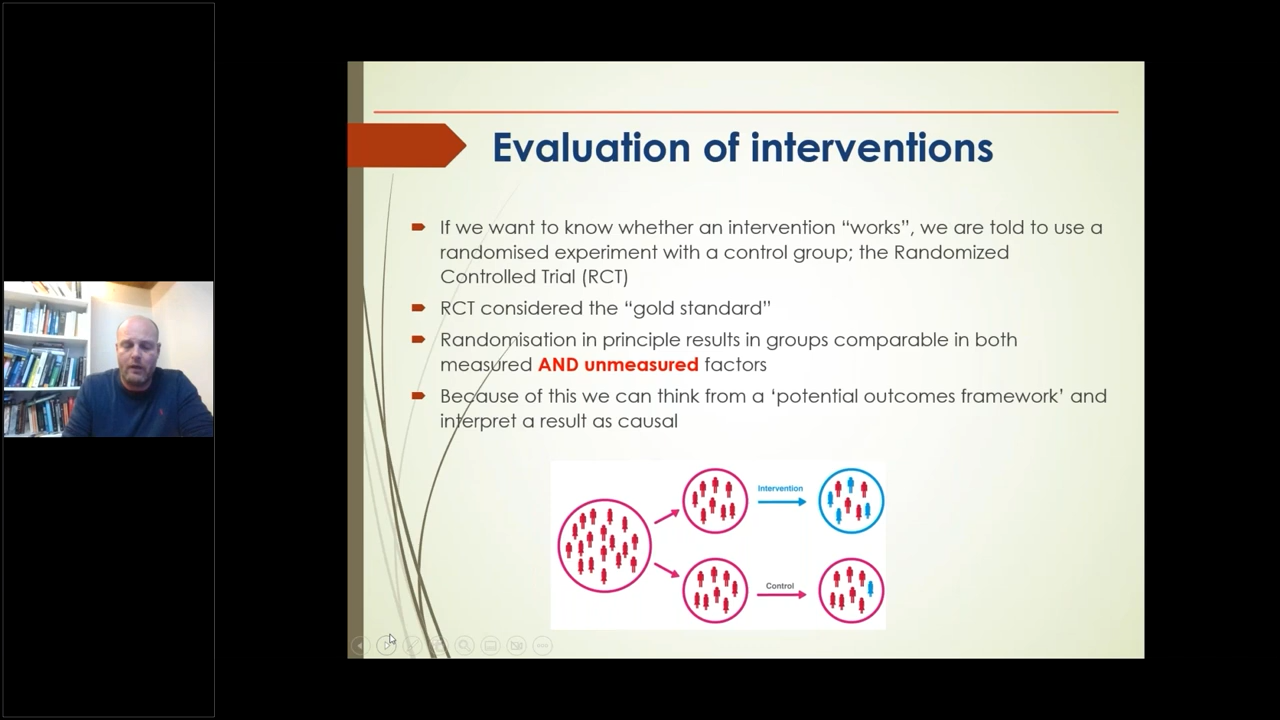 Evaluation of interventions
If we want to know whether an intervention “works”, we are told to use a
randomised experiment with a control group; the Randomized
Controlled Trial (RCT)
RCT considered the “gold standard”
Randomisation in principle results in groups comparable in both
measured AND unmeasured factors
Because of this we can think from a ‘potential outcomes framework’ and
interpret a result as causal
Intervention
Control